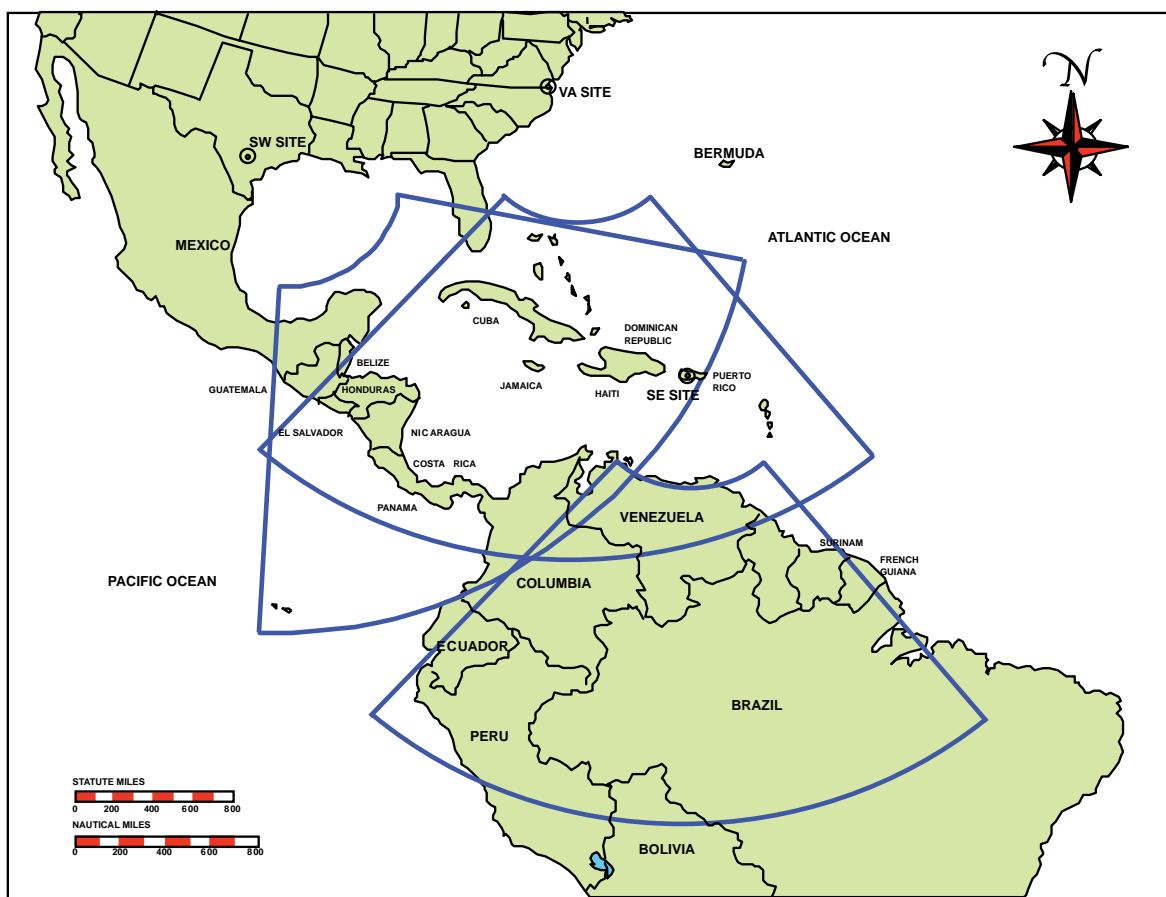 N
VA SITE
SW SITE
BERMUDA
MEXICO
ATLANTIC OCEAN
CUBA
DOMINICAN
REPUBLIC
BELIZE
JAMAICA
HAITI
PUERTO
RICO
SE SITE
GUATEMALA
HONDURAS
EL SALVADOR
NIC ARAGUA
COSTA RICA
PANAMA
VENEZUELA
SURINAM
FRENCH
GUIANA
PACIFIC OCEAN
COLUMBIA
ECUADOR
BRAZIL
PERU
BOLIVIA
STATUTE MILES
0 200 400 600 800
NAUTICAL MILES
0 200 400 600 800